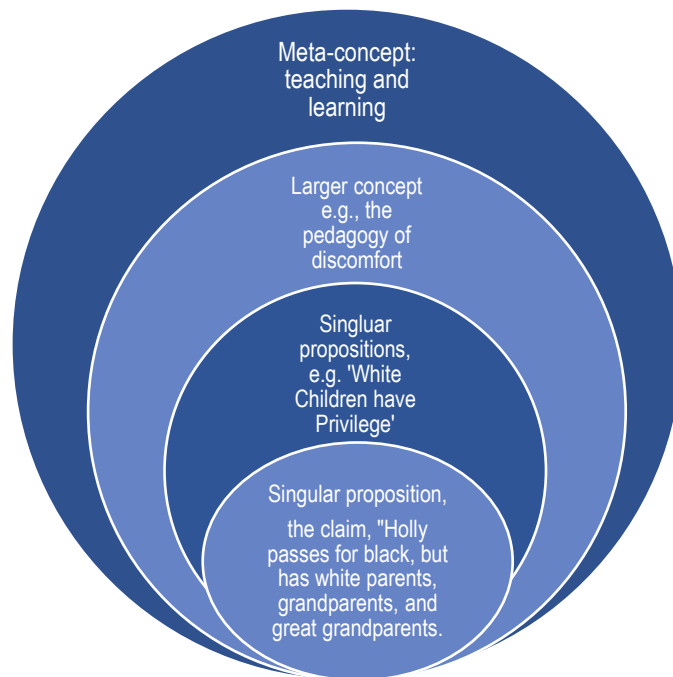 Meta-concept:
teaching and
learning
Larger concept
e.g., the
pedagogy of
discomfort
Singluar
propositions,
e.g. 'White
Children have
Privilege'
Singular proposition,
the claim, "Holly
passes for black, but
has white parents,
grandparents, and
great grandparents.